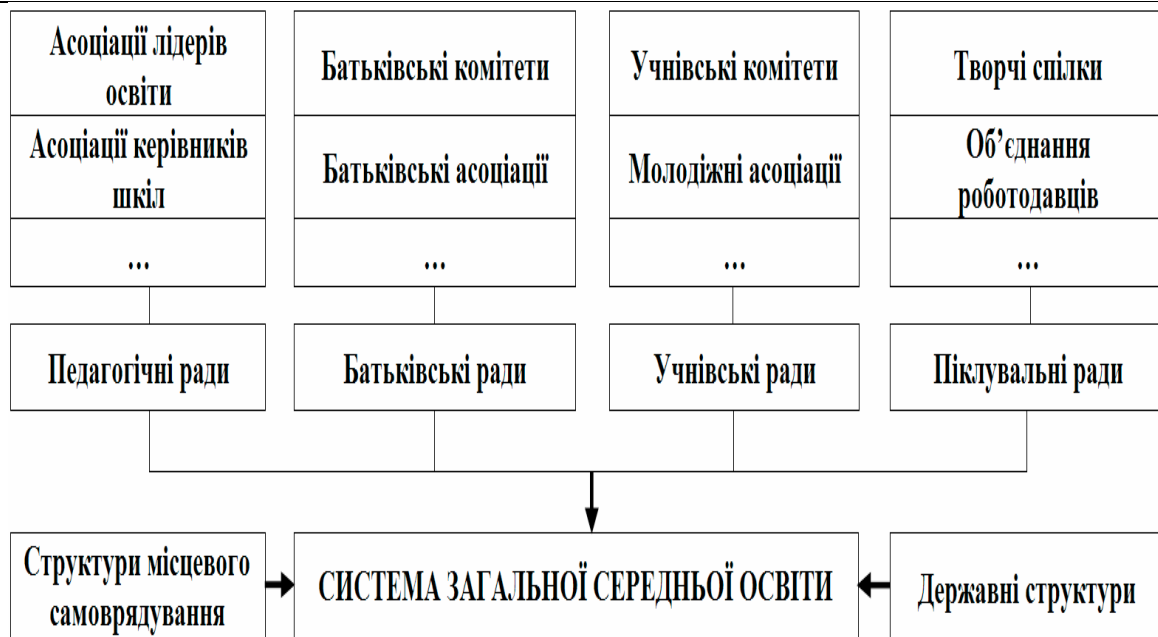 Асоціації лідерів
освіти
Батьківські комітети
Учнівські комітети
Творчі спілки
Асоціації керівників
шкіл
Батьківські асоціації
Молодіжні асоціації
Об’єднання
роботодавців
...
...
...
...
Педагогічні ради
Батьківські ради
Учнівські ради
Піклувальні ради
Структури місцевого
самоврядування
СИСТЕМА ЗАГАЛЬНОЇ СЕРЕДНЬОЇ ОСВІТИ
Державні структури